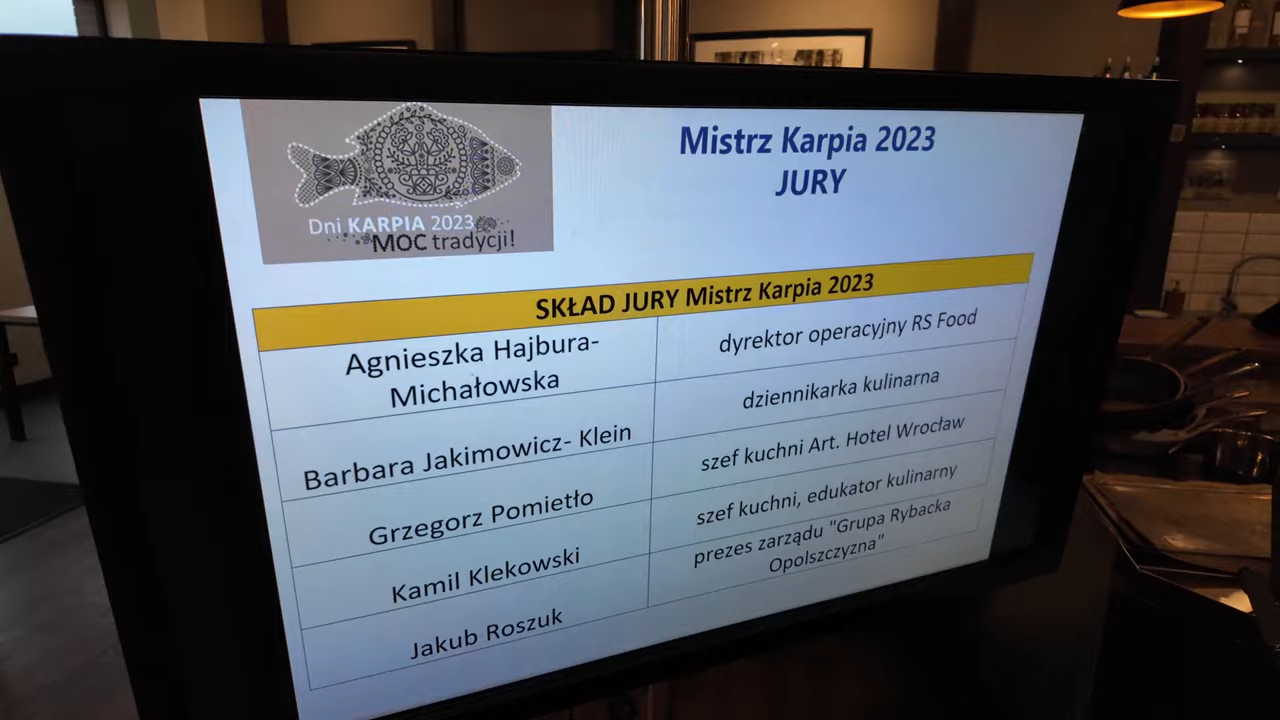 Mistrz Karpia 2023
JURY
Dni KARPIA 2023
MOC tradycji!
SKŁAD JURY Mistrz Karpia 2023
Agnieszka Hajbura-
Michałowska
dyrektor operacyjny RS Food
Barbara Jakimowicz- Klein
dziennikarka kulinarna
Grzegorz Pomietło
szef kuchni Art. Hotel Wrocław
Kamil Klekowski
szef kuchni, edukator kulinarny
Jakub Roszuk
prezes zarządu "Grupa Rybacka
Opolszczyzna"